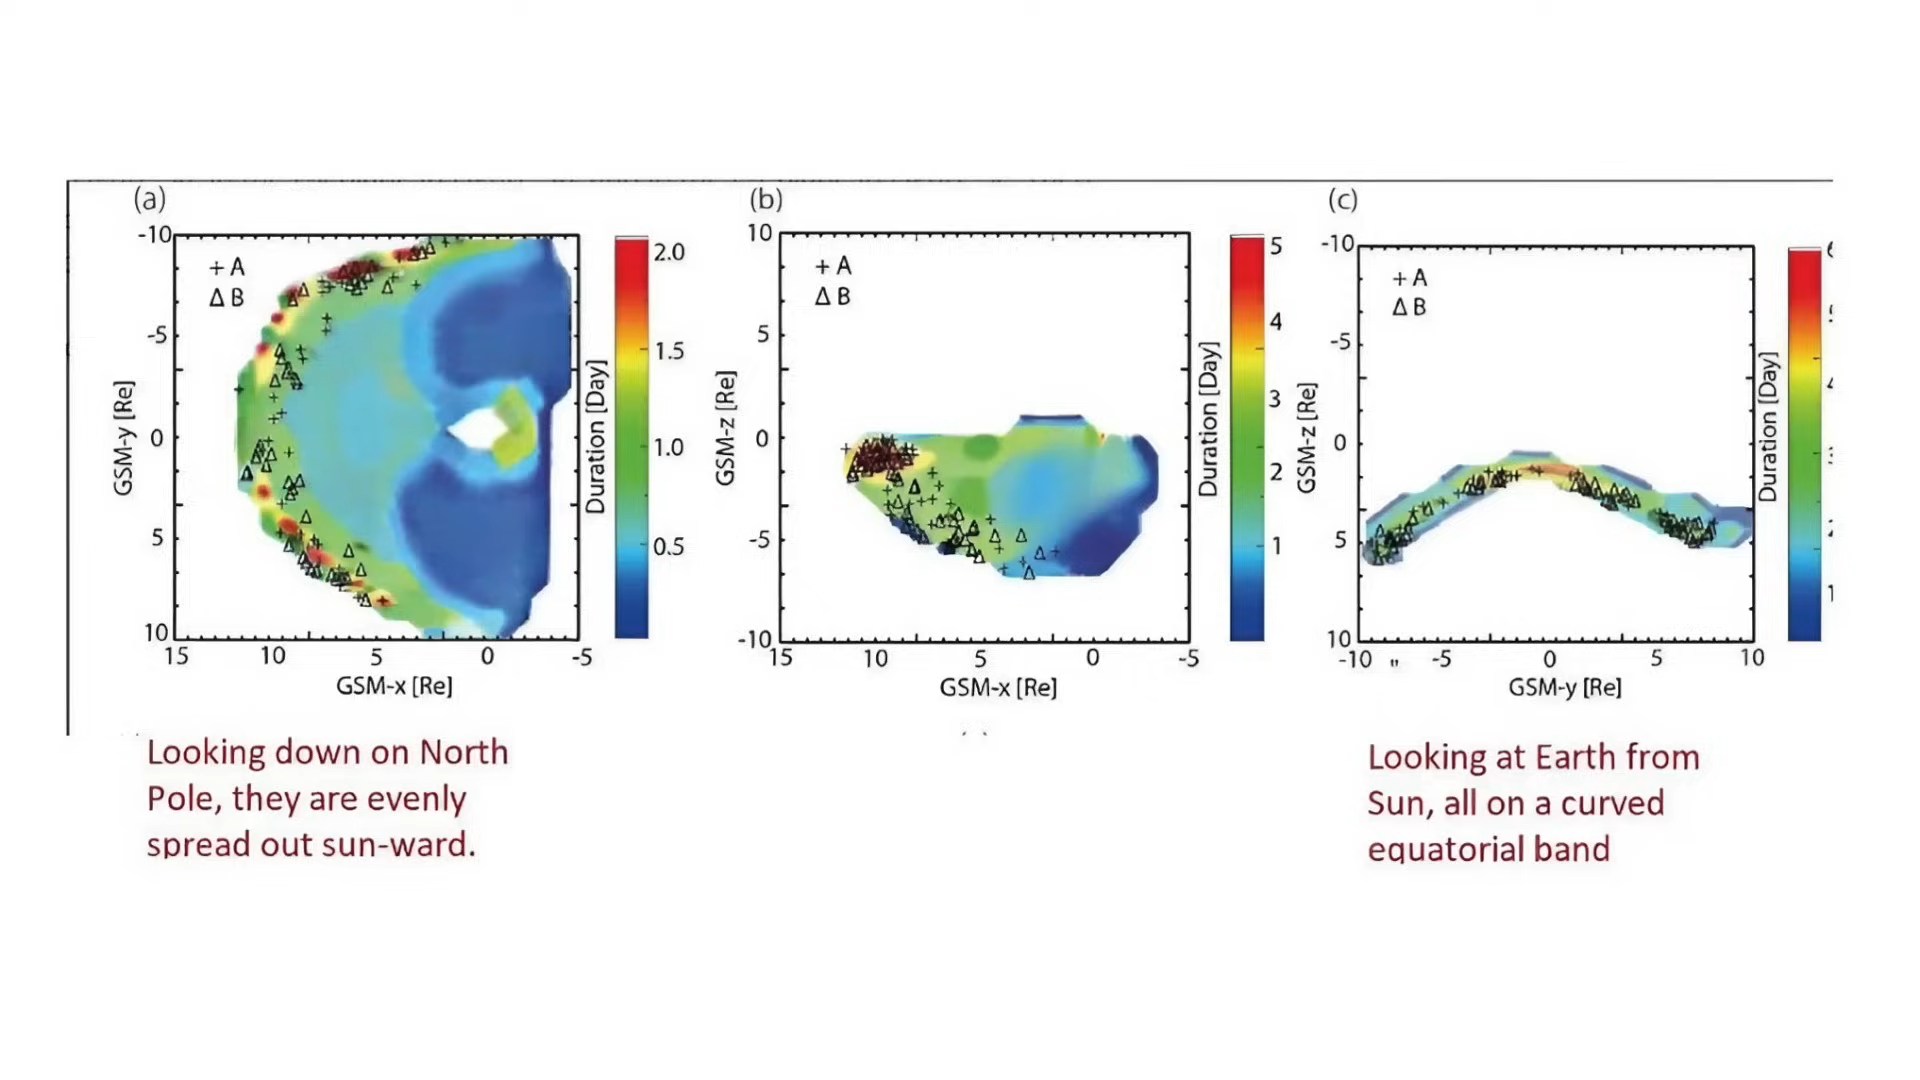 (a)
-10
-5
0
5
10
15
10
5
0
-5
GSM-y [Re]
GSM-x [Re]
+ A
Δ B
2.0
1.5
1.0
0.5
Duration [Day]
(b)
10
5
0
-5
-10
15
10
5
0
-5
GSM-z [Re]
GSM-x [Re]
+ A
Δ B
5
4
3
2
1
Duration [Day]
(c)
-10
-5
0
5
10
-10
-5
0
5
10
GSM-z [Re]
GSM-y [Re]
+ A
Δ B
4
2
Duration [Day]
Looking down on North
Pole, they are evenly
spread out sun-ward.
Looking at Earth from
Sun, all on a curved
equatorial band